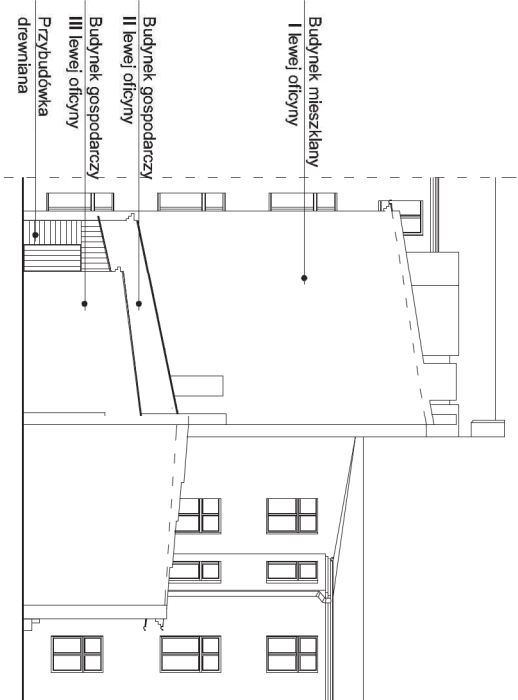 Budynek mieszklany
I lewej oficyny
Budynek gospodarczy
II lewej oficyny
Budynek gospodarczy
III lewej oficyny
Przybudówka
drewniana